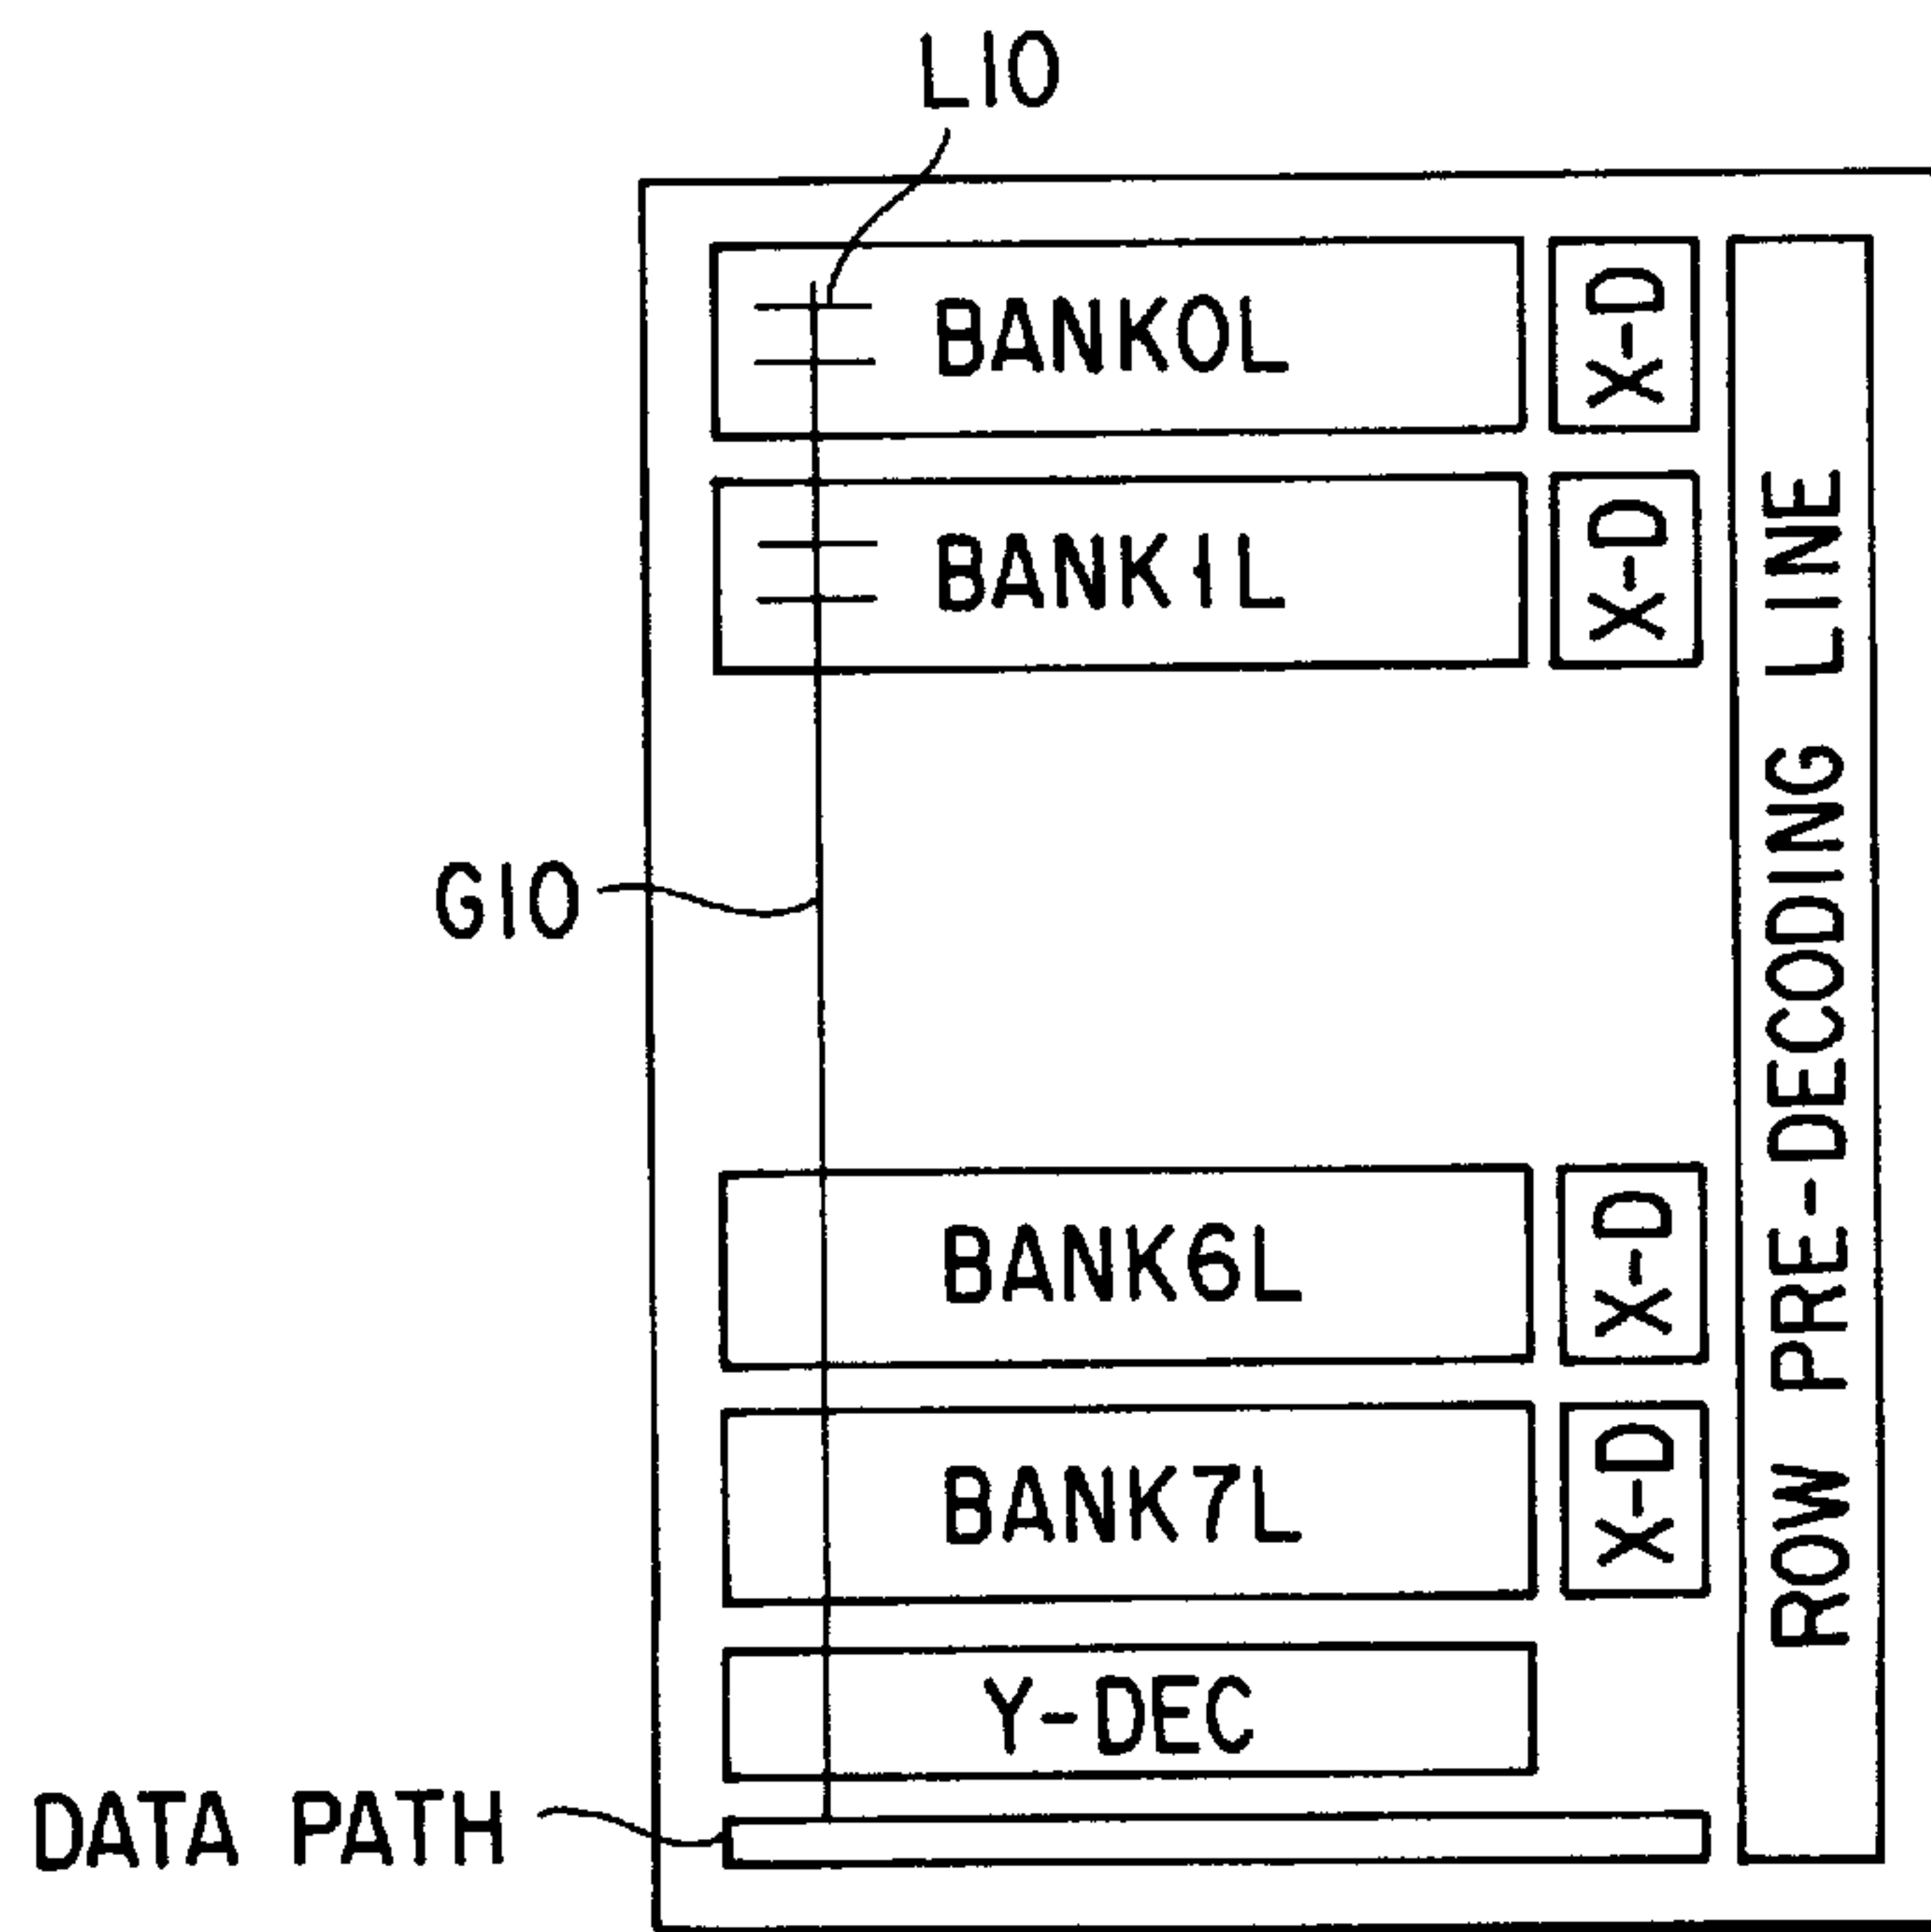 LIO
BANK0L
X-D
BANK1L
X-D
ROW PRE-DECODING LINE
GIO
BANK6L
X-D
BANK7L
X-D
Y-DEC
DATA PATH